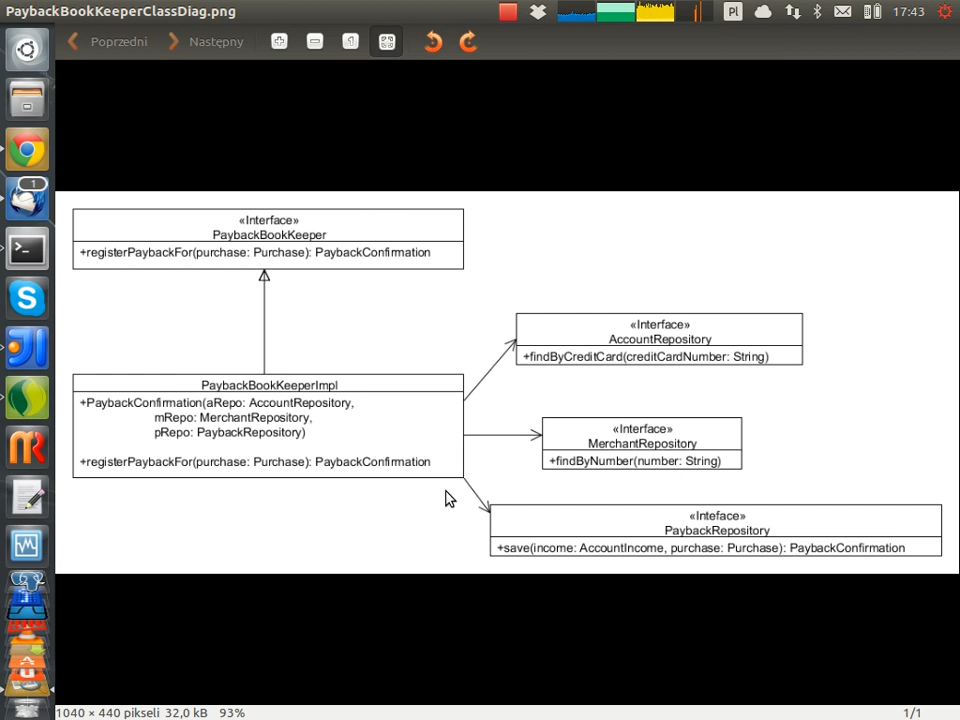 PaybackBookKeeperClassDiag.png
Pl
17:43
Poprzedni
Następny
1
1
«Interface»
PaybackBookKeeper
+registerPaybackFor(purchase: Purchase): PaybackConfirmation
«Interface»
AccountRepository
+findByCreditCard(creditCardNumber: String)
PaybackBookKeeperImpl
+PaybackConfirmation(aRepo: AccountRepository,
mRepo: MerchantRepository,
pRepo: PaybackRepository)
+registerPaybackFor(purchase: Purchase): PaybackConfirmation
«Interface»
MerchantRepository
+findByNumber(number: String)
«Inteface»
PaybackRepository
+save(income: AccountIncome, purchase: Purchase): PaybackConfirmation
1040 × 440 pikseli 32,0 kB 93%
1/1